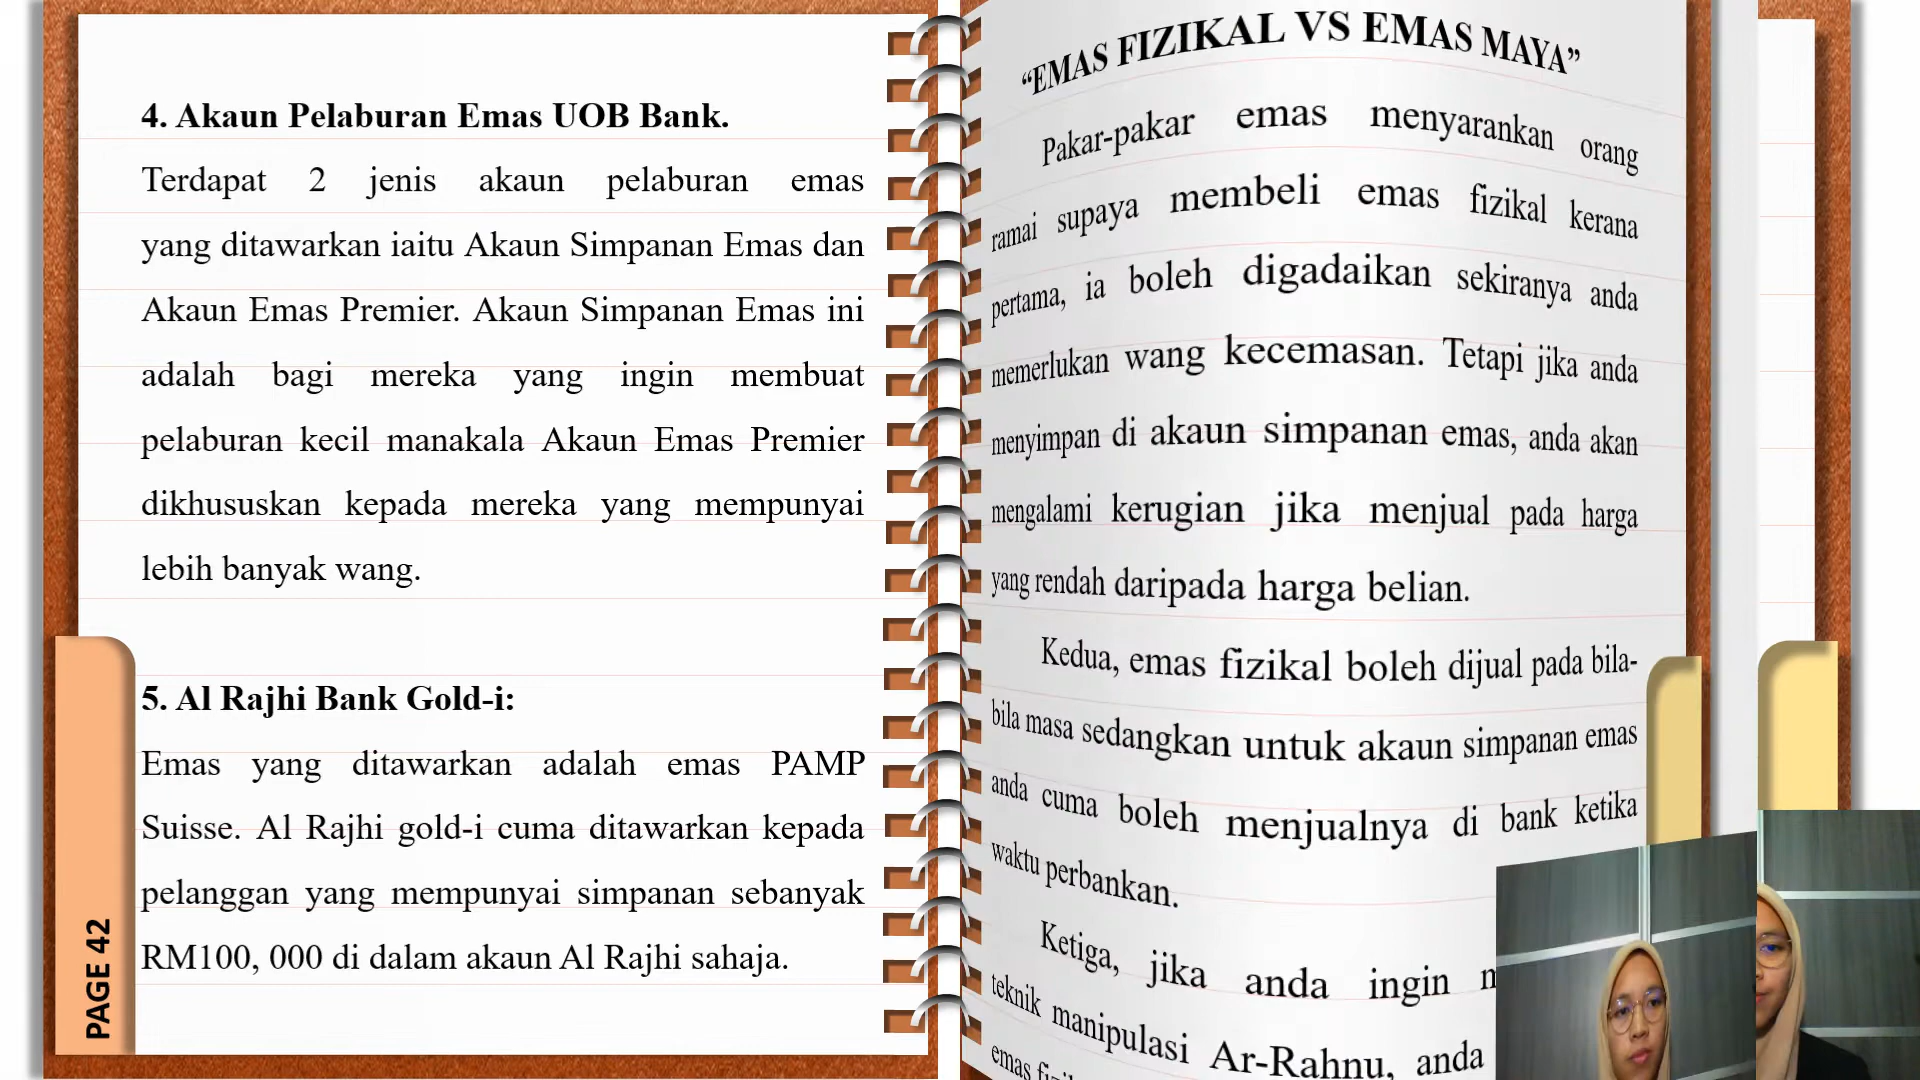 4. Akaun Pelaburan Emas UOB Bank.
Terdapat 2 jenis akaun pelaburan emas
yang ditawarkan iaitu Akaun Simpanan Emas dan
Akaun Emas Premier. Akaun Simpanan Emas ini
adalah bagi mereka yang ingin membuat
pelaburan kecil manakala Akaun Emas Premier
dikhususkan kepada mereka yang mempunyai
lebih banyak wang.
5. Al Rajhi Bank Gold-i:
Emas yang ditawarkan adalah emas PAMP
Suisse. Al Rajhi gold-i cuma ditawarkan kepada
pelanggan yang mempunyai simpanan sebanyak
RM100, 000 di dalam akaun Al Rajhi sahaja.
PAGE 42
“EMAS FIZIKAL VS EMAS MAYA”
Pakar-pakar emas menyarankan orang
ramai supaya membeli emas fizikal kerana
pertama, ia boleh digadaikan sekiranya anda
memerlukan wang kecemasan. Tetapi jika anda
menyimpan di akaun simpanan emas, anda akan
mengalami kerugian jika menjual pada harga
yang rendah daripada harga belian.
Kedua, emas fizikal boleh dijual pada bila-
bila masa sedangkan untuk akaun simpanan emas
anda cuma boleh menjualnya di bank ketika
waktu perbankan.
Ketiga, jika anda ingin
teknik manipulasi Ar-Rahnu, anda
emas